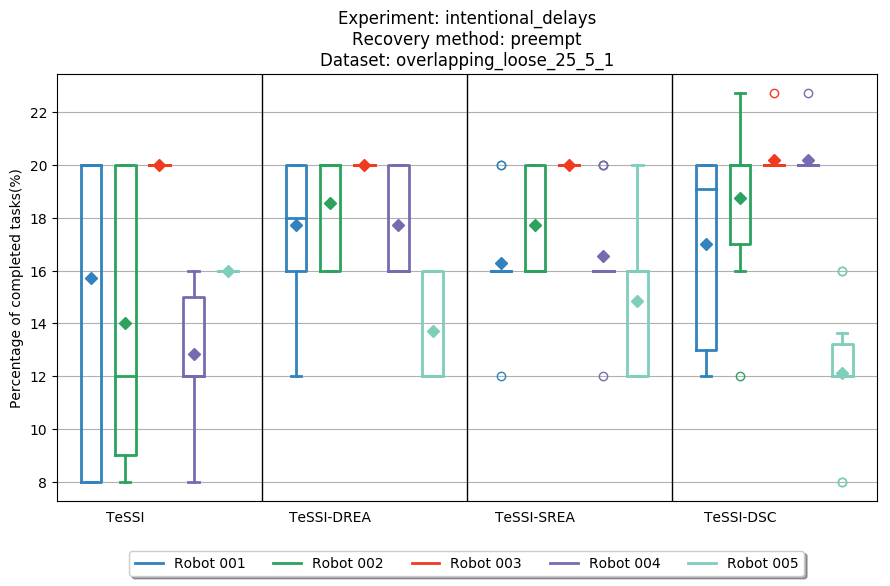 Experiment: intentional_delays
Recovery method: preempt
Dataset: overlapping_loose_25_5_1
Percentage of completed tasks(%)
22
20
18
16
14
12
10
8
TeSSI
TeSSI-DREA
TeSSI-SREA
TeSSI-DSC
Robot 001
Robot 002
Robot 003
Robot 004
Robot 005